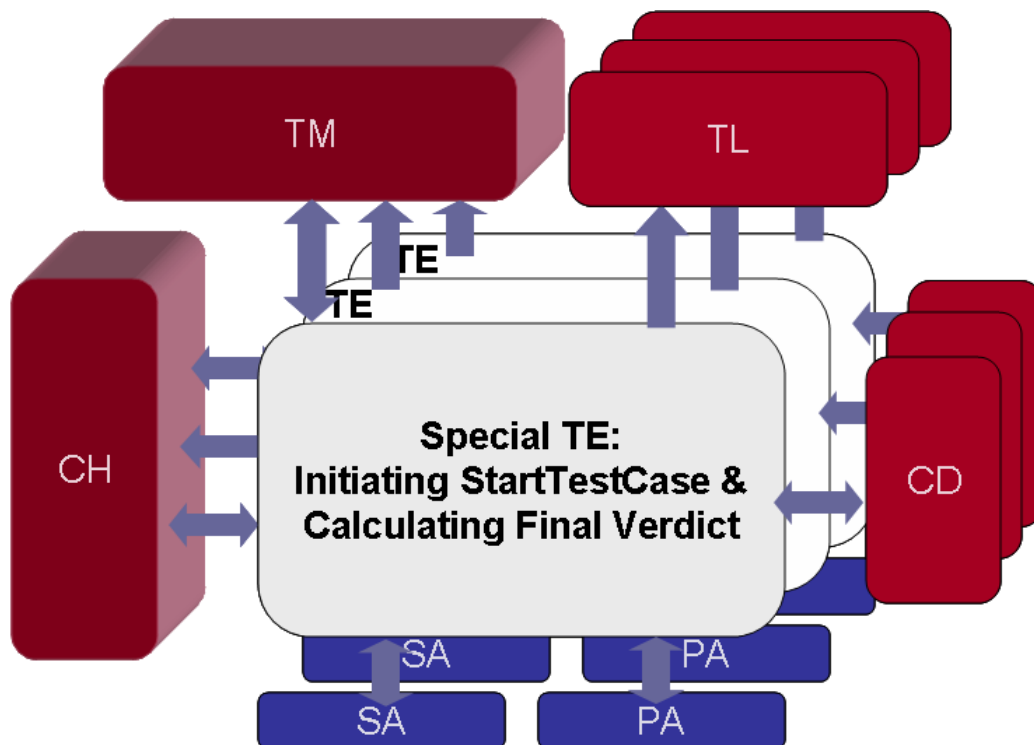 TM
TL
TE
TE
Special TE:
Initiating StartTestCase &
Calculating Final Verdict
CH
CD
SA
PA
SA
PA